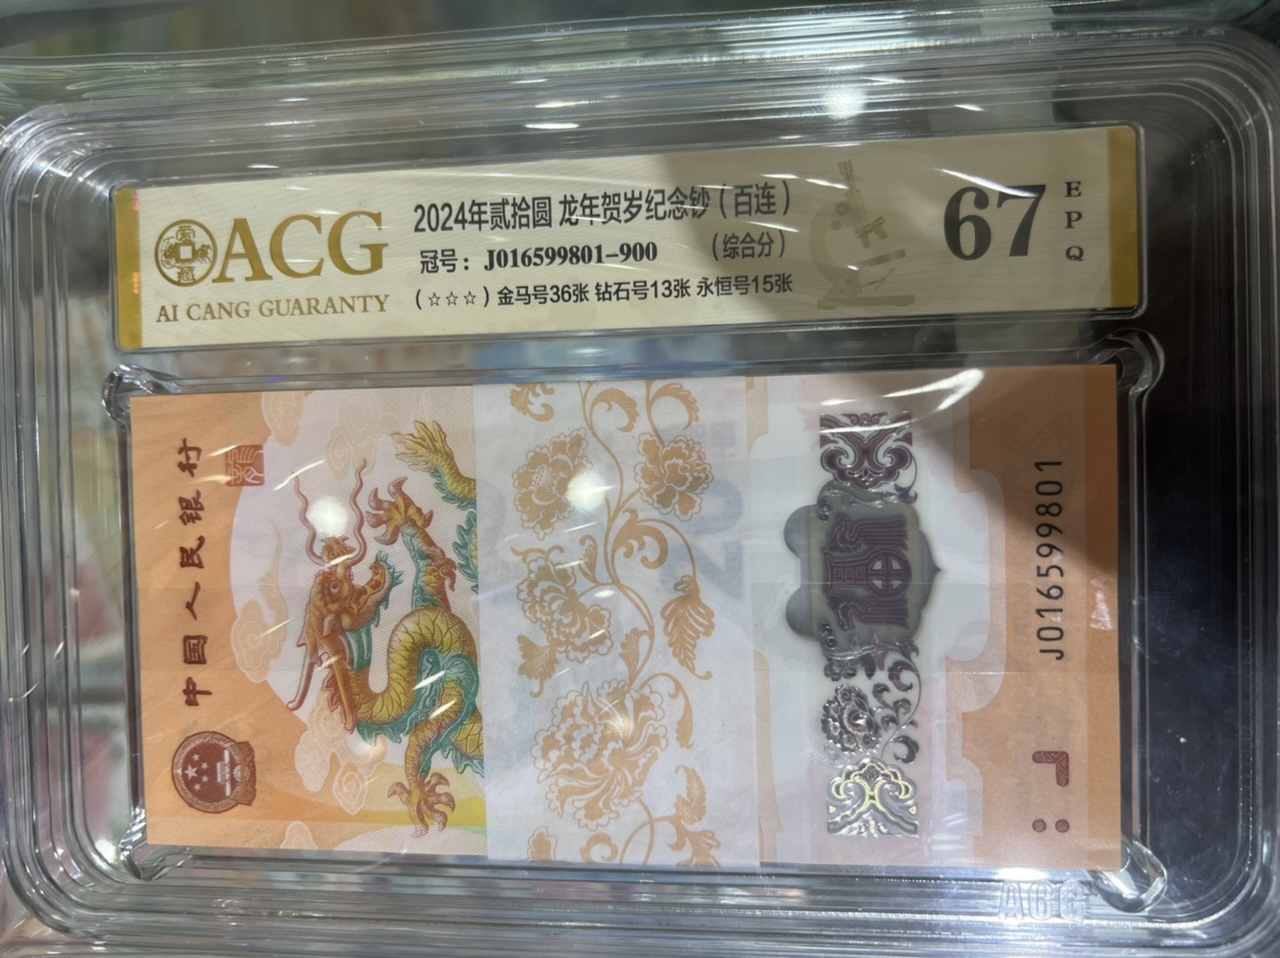 ACG
AI CANG GUARANTY
2024年贰拾圆 龙年贺岁纪念钞（百连）
冠号：J016599801-900 （综合分）
（☆☆☆）金马号36张 钻石号13张 永恒号15张
67
EPQ
中国人民银行
J016599801
ACG